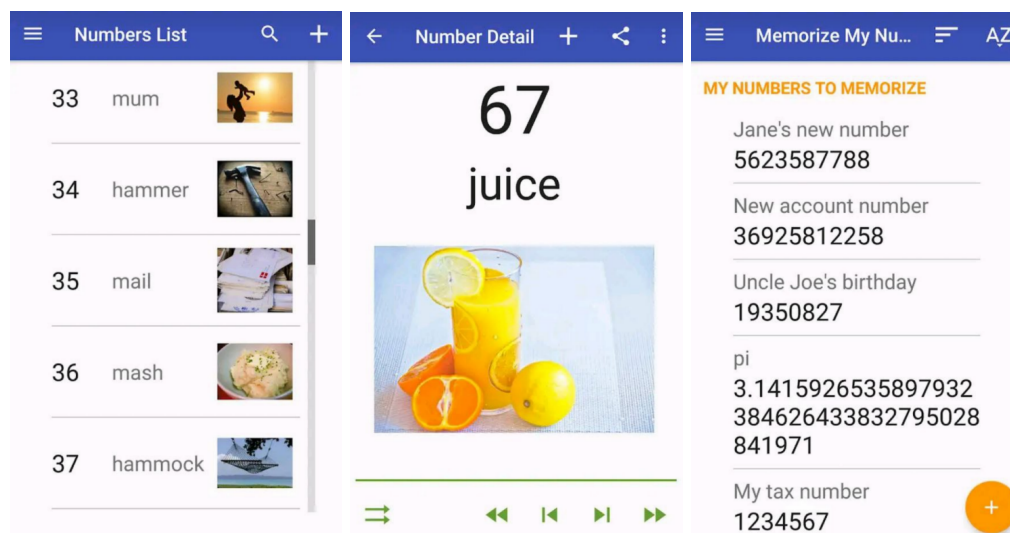 Numbers List
33 mum
34 hammer
35 mail
36 mash
37 hammock
Number Detail
67
juice
Memorize My Nu...
AZ
MY NUMBERS TO MEMORIZE
Jane's new number
5623587788
New account number
36925812258
Uncle Joe's birthday
19350827
pi
3.1415926535897932
384626433832795028
841971
My tax number
1234567